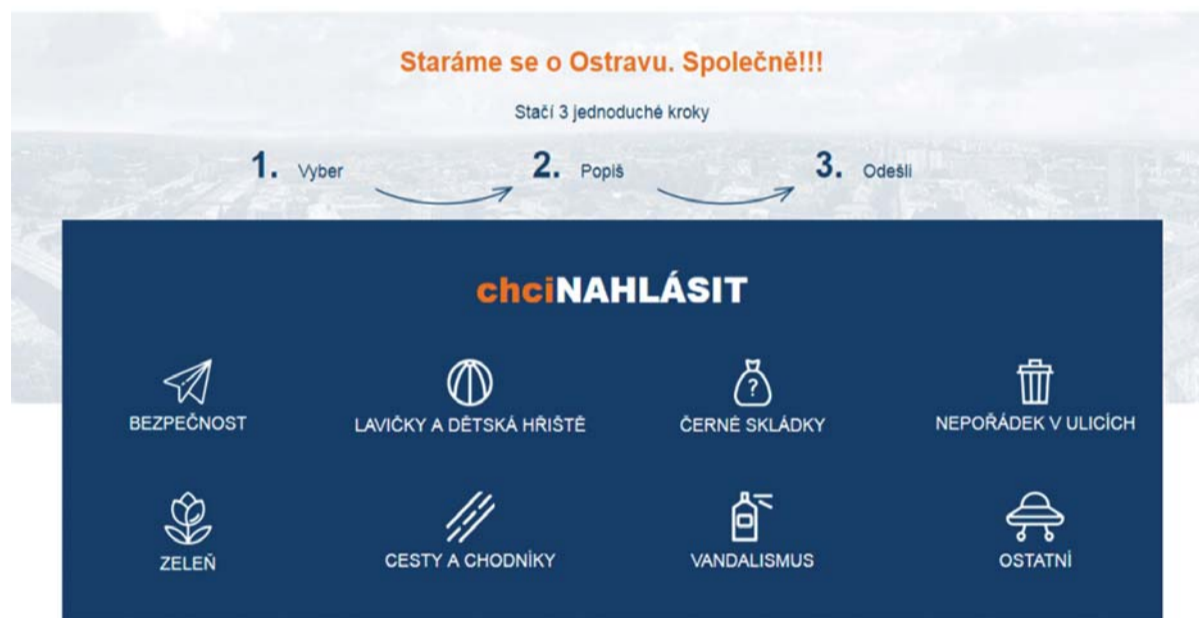 Staráme se o Ostravu. Společně!!!
Stačí 3 jednoduché kroky
1. Vyber 2. Popiš 3. Odešli
chciNAHLÁSIT
BEZPEČNOST LAVIČKY A DĚTSKÁ HŘIŠTĚ ČERNÉ SKLÁDKY NEPOŘÁDEK V ULICÍCH
ZELEŇ CESTY A CHODNÍKY VANDALISMUS OSTATNÍ